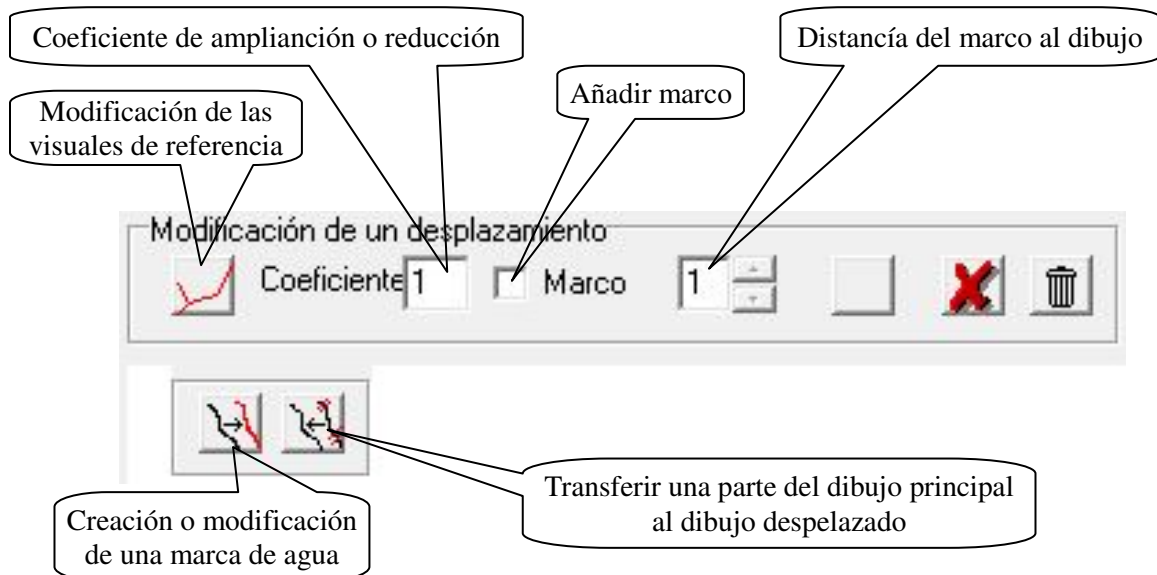 Coeficiente de ampliançión o reducción
Distancía del marco al dibujo
Añadir marco
Modificación de las
visuales de referencia
Modificación de un desplazamiento
Coeficiente 1
Marco
1
Transferir una parte del dibujo principal
al dibujo despelazado
Creación o modificación
de una marca de agua